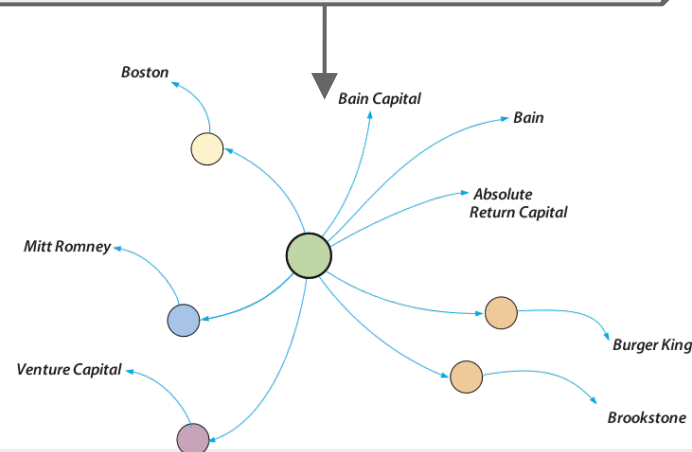 Boston
Bain Capital
Bain
Absolute
Return Capital
Mitt Romney
Burger King
Venture Capital
Brookstone